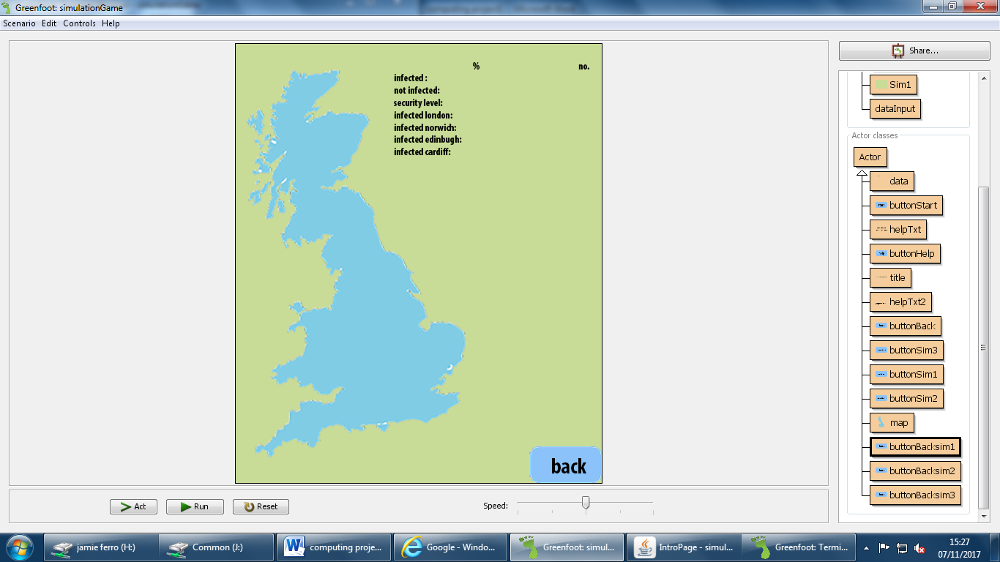 Greenfoot: simulationGame
Scenario Edit Controls Help
% no.
infected :
not infected:
security level:
infected london:
infected norwich:
infected edinbugh:
infected cardiff:
back
Share...
Sim1
dataInput
Actor classes
Actor
data
buttonStart
helpTxt
buttonHelp
title
helpTxt2
buttonBack
buttonSim3
buttonSim1
buttonSim2
map
buttonBacksim1
buttonBacksim2
buttonBacksim3
Act Run Reset Speed:
jamie ferro (H:) Common (J:) computing proje... Google - Windo... Greenfoot: simul... IntroPage - simul... Greenfoot: Termi...
15:27
07/11/2017